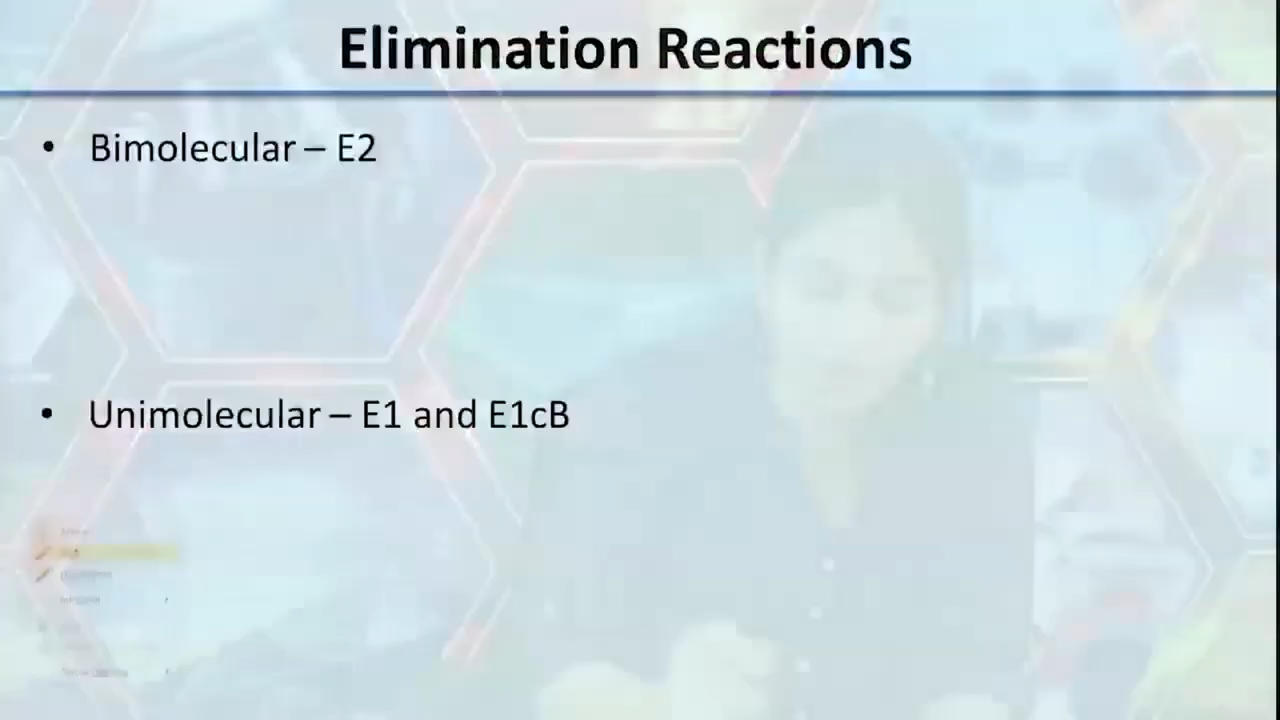 Elimination Reactions
• Bimolecular – E2
• Unimolecular – E1 and E1cB